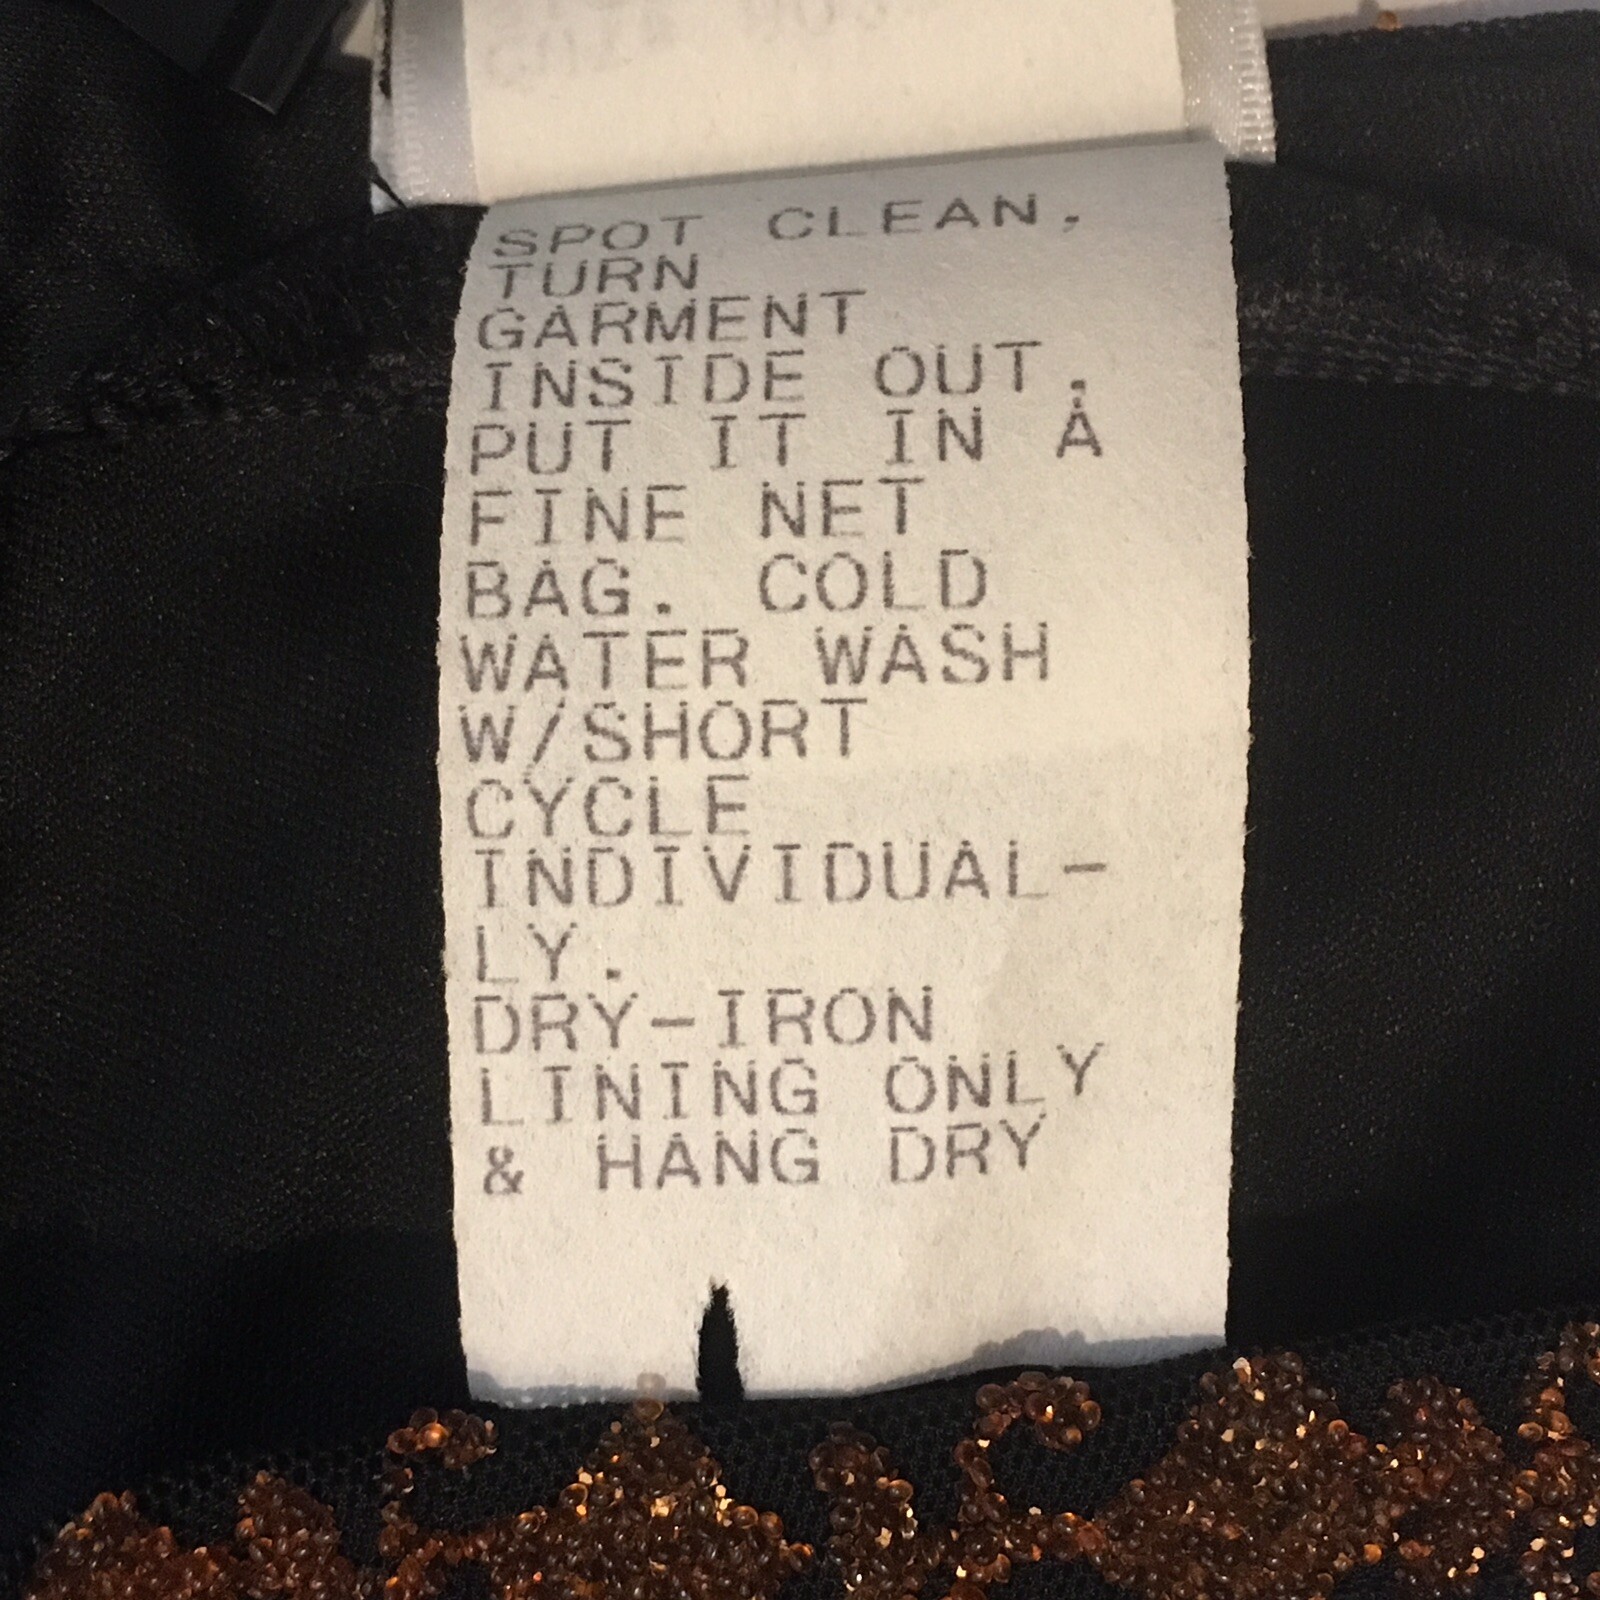 SPOT CLEAN,
TURN
GARMENT
INSIDE OUT.
PUT IT IN A
FINE NET
BAG. COLD
WATER WASH
W/SHORT
CYCLE
INDIVIDUAL-
LY.
DRY-IRON
LINING ONLY
& HANG DRY